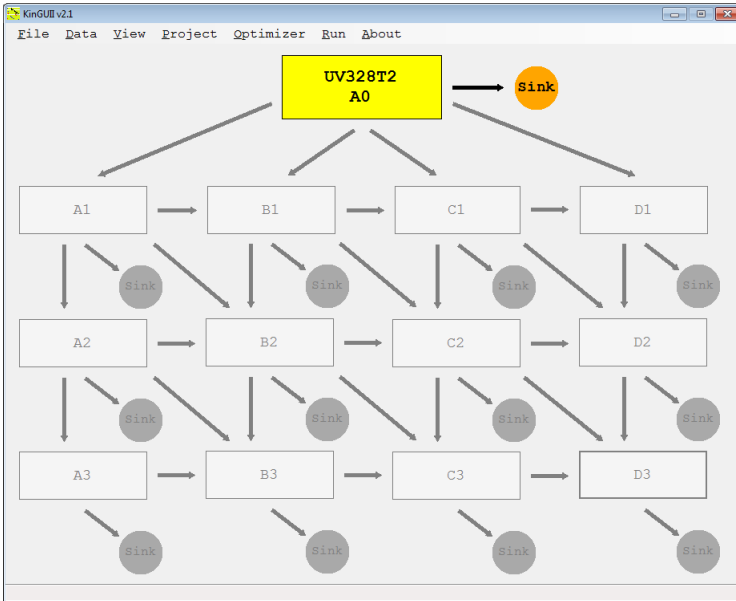 KinGUII v2.1
File Data View Project Optimizer Run About
UV328T2
A0
Sink
A1 B1 C1 D1
Sink Sink Sink Sink
A2 B2 C2 D2
Sink Sink Sink Sink
A3 B3 C3 D3
Sink Sink Sink Sink